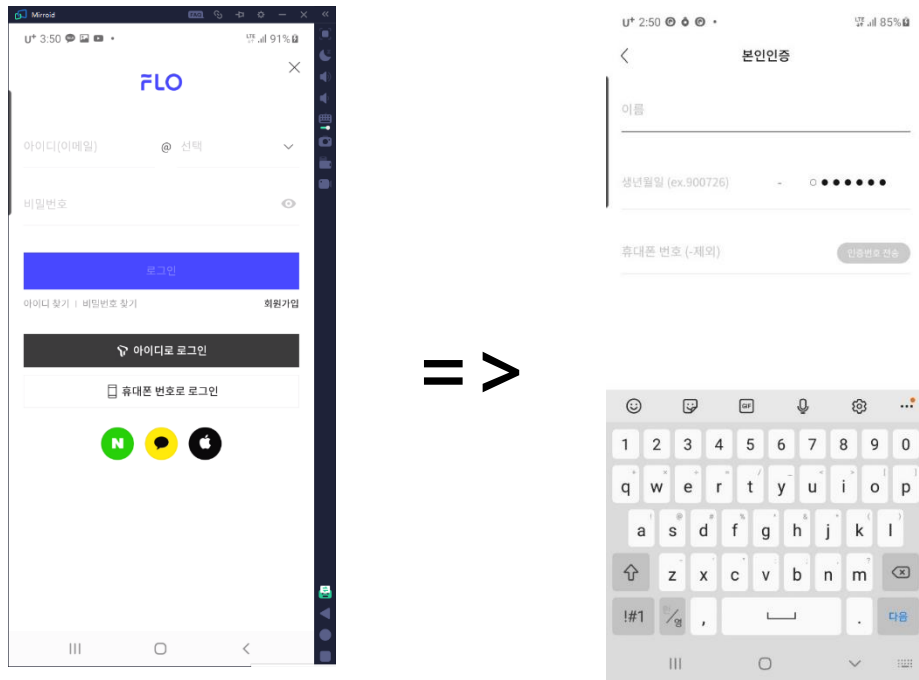 Mirroid
U+ 3:50
91%
FLO
아이디(이메일) @ 선택
비밀번호
로그인
아이디 찾기 | 비밀번호 찾기 회원가입
아이디로 로그인
휴대폰 번호로 로그인
N
=>
U+ 2:50
LTE 85%
본인인증
이름
생년월일 (ex.900726) -
휴대폰 번호 (-제외) 인증번호 전송
GIF
1 2 3 4 5 6 7 8 9 0
q w e r t y u i o p
a s d f g h j k l
z x c v b n m
!#1 한/영 , . 다음